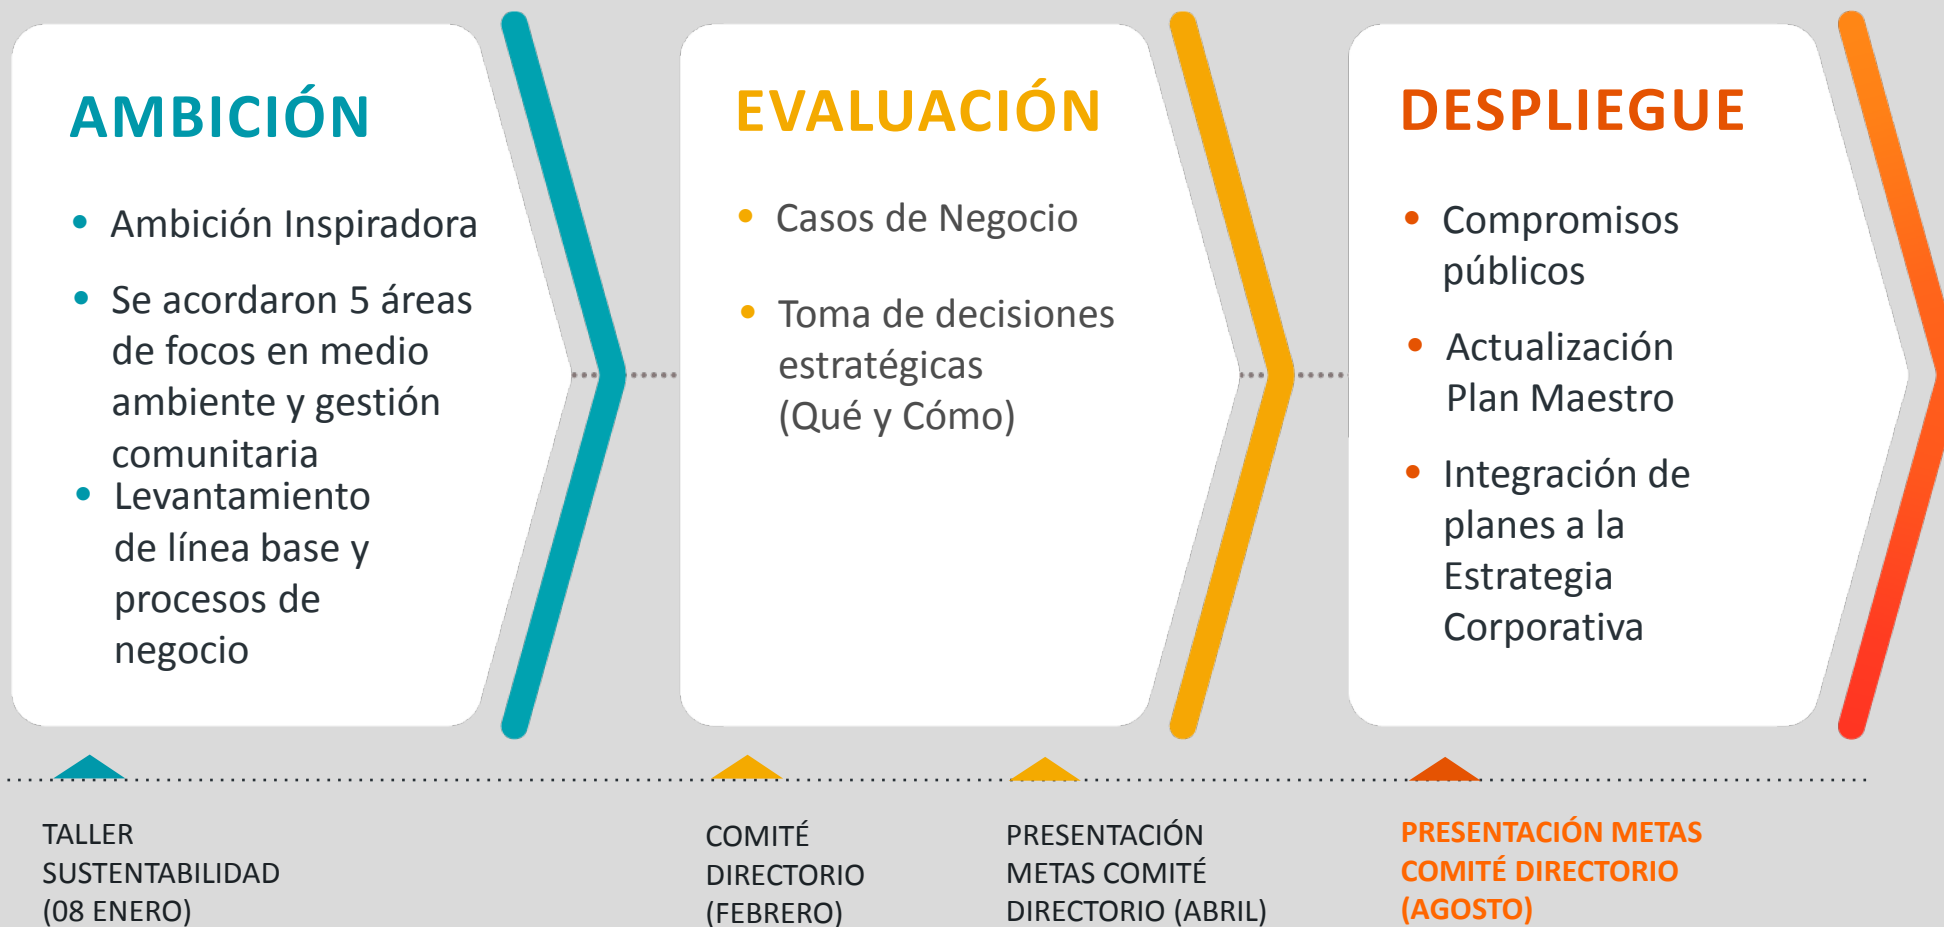 AMBICIÓN
• Ambición Inspiradora
• Se acordaron 5 áreas
de focos en medio
ambiente y gestión
comunitaria
• Levantamiento
de línea base y
procesos de
negocio
EVALUACIÓN
• Casos de Negocio
• Toma de decisiones
estratégicas
(Qué y Cómo)
DESPLIEGUE
• Compromisos
públicos
• Actualización
Plan Maestro
• Integración de
planes a la
Estrategia
Corporativa
TALLER
SUSTENTABILIDAD
(08 ENERO)
COMITÉ
DIRECTORIO
(FEBRERO)
PRESENTACIÓN
METAS COMITÉ
DIRECTORIO (ABRIL)
PRESENTACIÓN METAS
COMITÉ DIRECTORIO
(AGOSTO)